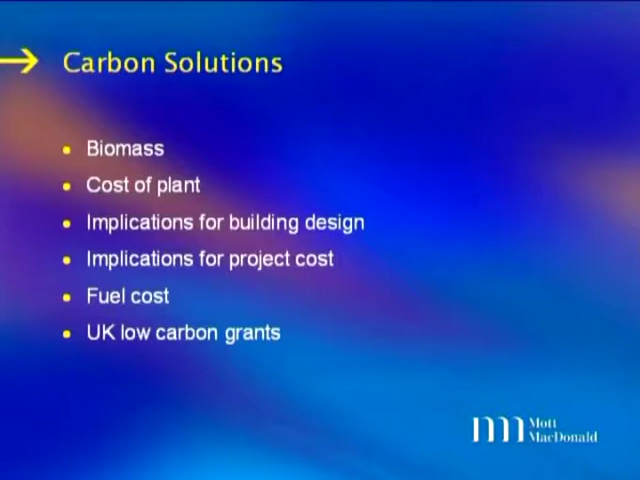 Carbon Solutions
Biomass
Cost of plant
Implications for building design
Implications for project cost
Fuel cost
UK low carbon grants
Mott
MacDonald